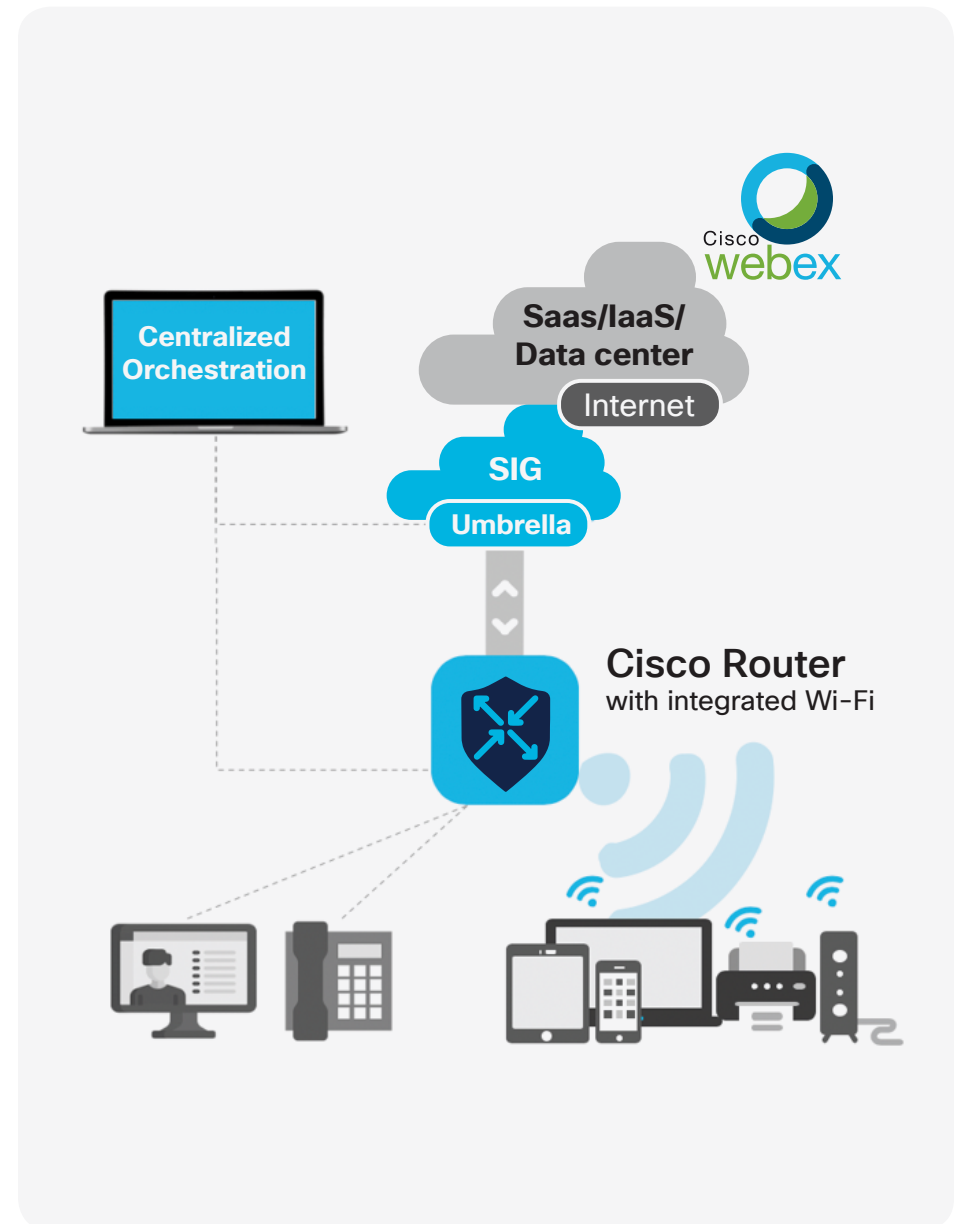 Cisco
webex
Saas/IaaS/
Data center
Internet
Centralized
Orchestration
SIG
Umbrella
Cisco Router
with integrated Wi-Fi